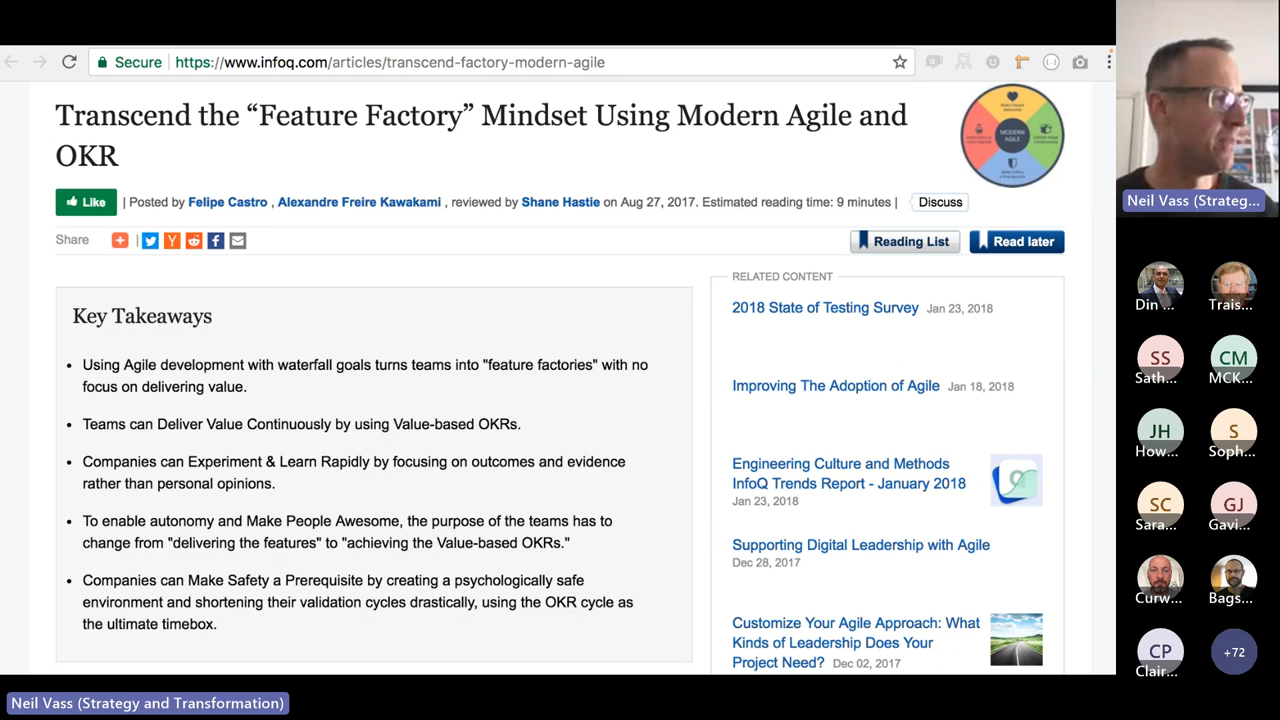 Secure
https://www.infoq.com/articles/transcend-factory-modern-agile
Transcend the “Feature Factory” Mindset Using Modern Agile and
OKR
MODERN
AGILE
Like
| Posted by Felipe Castro , Alexandre Freire Kawakami , reviewed by Shane Hastie on Aug 27, 2017. Estimated reading time: 9 minutes |
Discuss
Share
Reading List
Read later
Key Takeaways
• Using Agile development with waterfall goals turns teams into "feature factories" with no
focus on delivering value.
• Teams can Deliver Value Continuously by using Value-based OKRs.
• Companies can Experiment & Learn Rapidly by focusing on outcomes and evidence
rather than personal opinions.
• To enable autonomy and Make People Awesome, the purpose of the teams has to
change from "delivering the features" to "achieving the Value-based OKRs."
• Companies can Make Safety a Prerequisite by creating a psychologically safe
environment and shortening their validation cycles drastically, using the OKR cycle as
the ultimate timebox.
RELATED CONTENT
2018 State of Testing Survey Jan 23, 2018
Improving The Adoption of Agile Jan 18, 2018
Engineering Culture and Methods
InfoQ Trends Report - January 2018
Jan 23, 2018
Supporting Digital Leadership with Agile
Dec 28, 2017
Customize Your Agile Approach: What
Kinds of Leadership Does Your
Project Need? Dec 02, 2017
Neil Vass (Strateg...
Din ...
Trais...
SS
Sath...
CM
MCK...
JH
How...
S
Soph...
SC
Sara...
GJ
Gavi...
Curw...
Bags...
CP
Clair...
+72
Neil Vass (Strategy and Transformation)